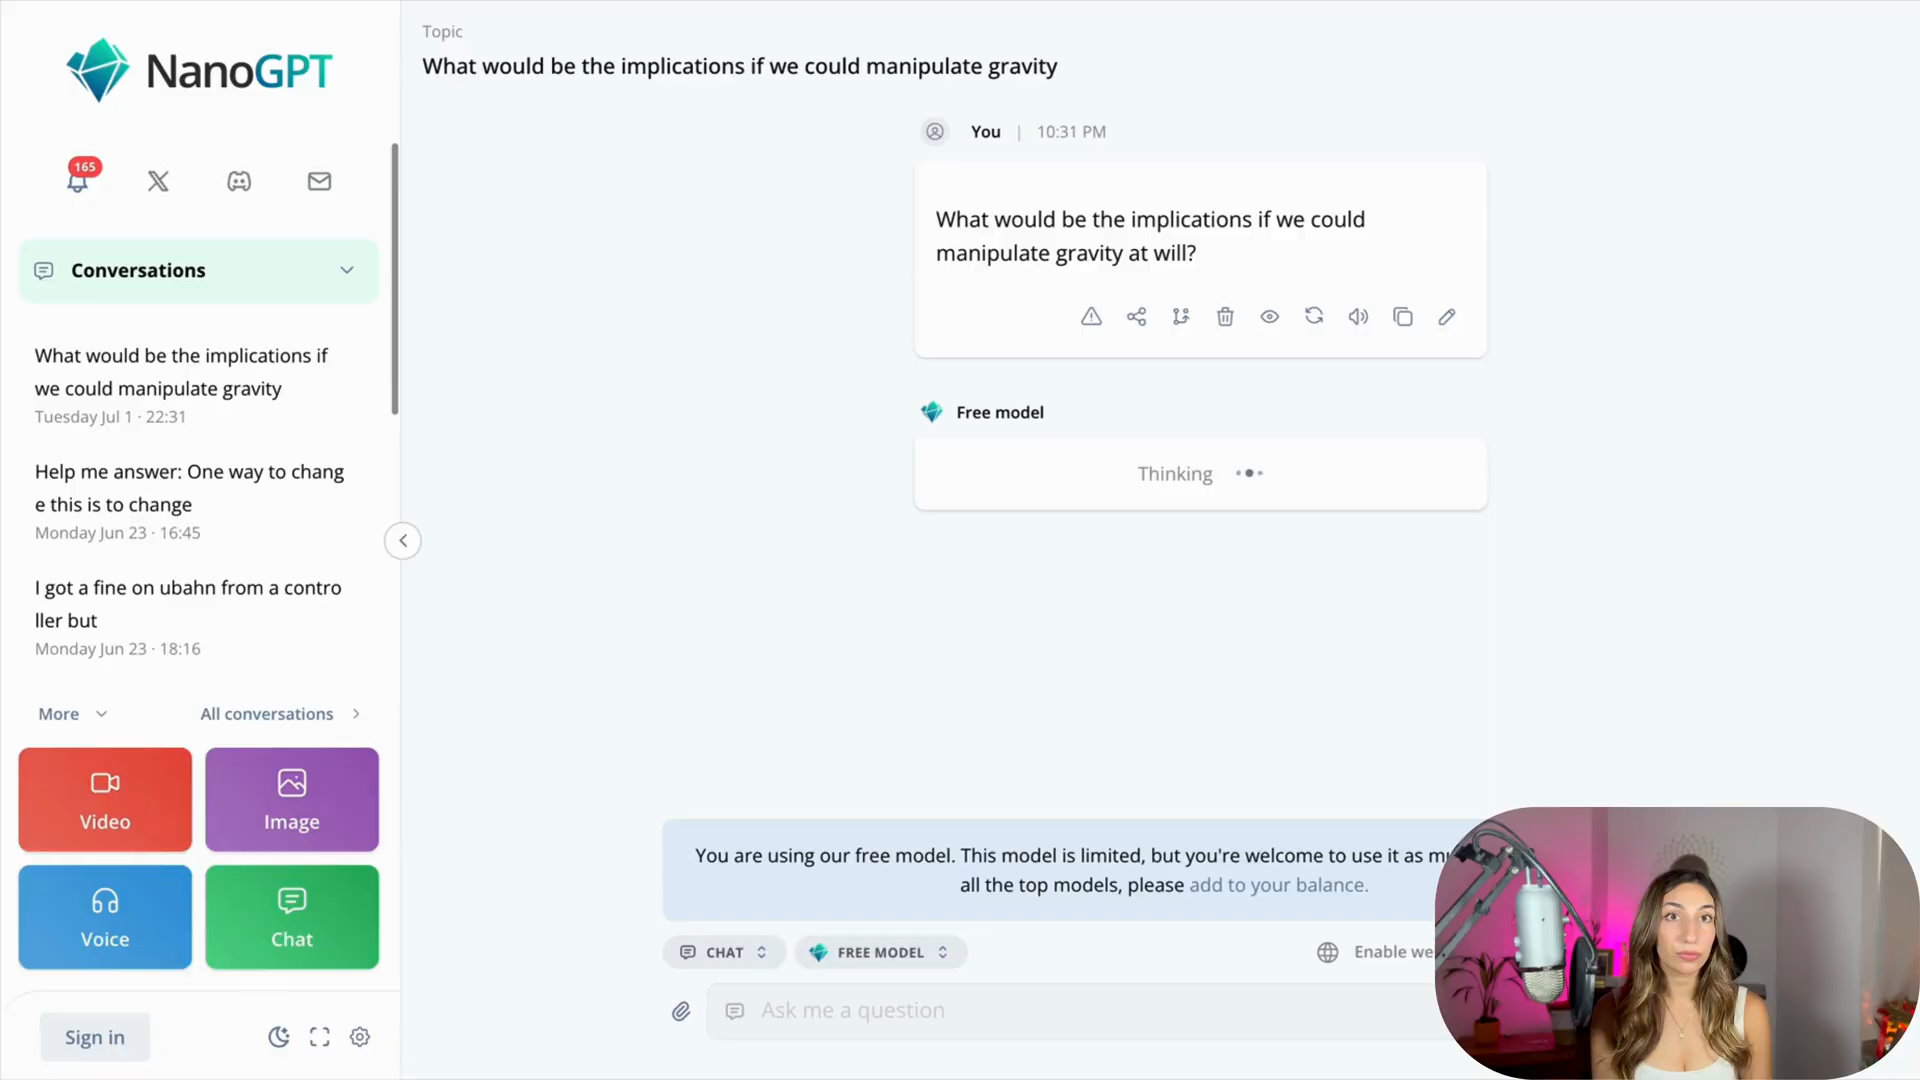 NanoGPT
165
Conversations
What would be the implications if
we could manipulate gravity
Tuesday Jul 1 · 22:31
Help me answer: One way to chang
e this is to change
Monday Jun 23 · 16:45
I got a fine on ubahn from a contro
ller but
Monday Jun 23 · 18:16
More
All conversations
Video
Image
Voice
Chat
Sign in
Topic
What would be the implications if we could manipulate gravity
You | 10:31 PM
What would be the implications if we could
manipulate gravity at will?
Free model
Thinking
You are using our free model. This model is limited, but you're welcome to use it as
all the top models, please add to your balance.
CHAT
FREE MODEL
Enable
Ask me a question